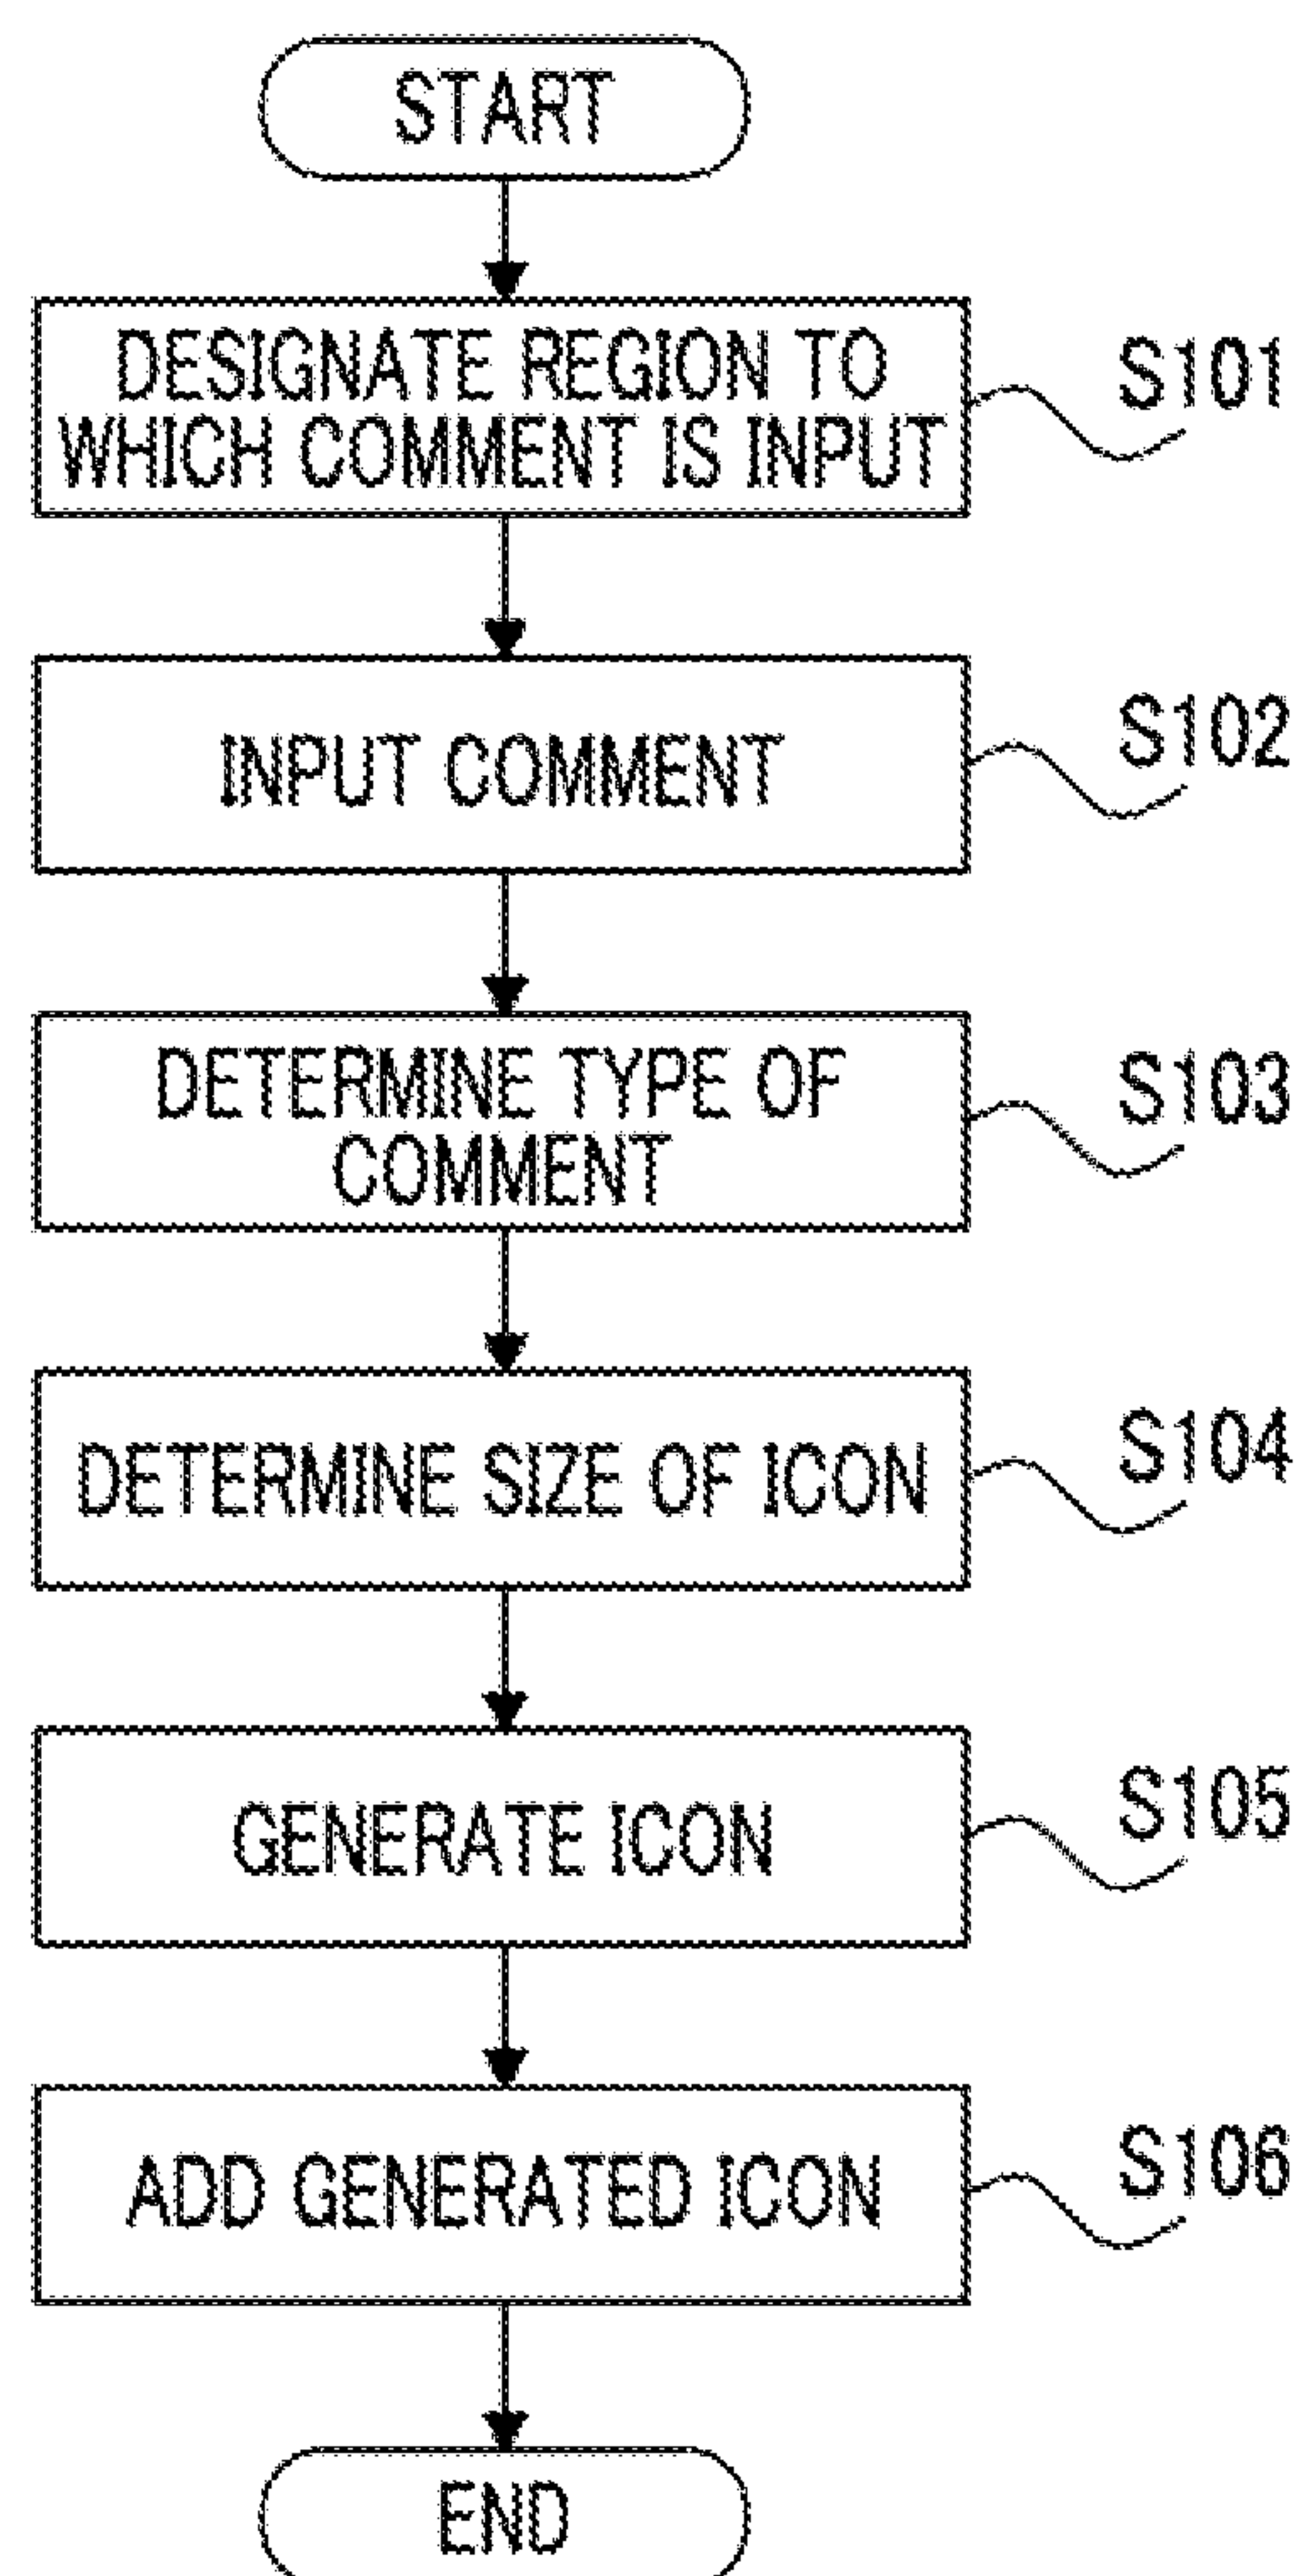 START
DESIGNATE REGION TO
WHICH COMMENT IS INPUT
S101
INPUT COMMENT
S102
DETERMINE TYPE OF
COMMENT
S103
DETERMINE SIZE OF ICON
S104
GENERATE ICON
S105
ADD GENERATED ICON
S106
END